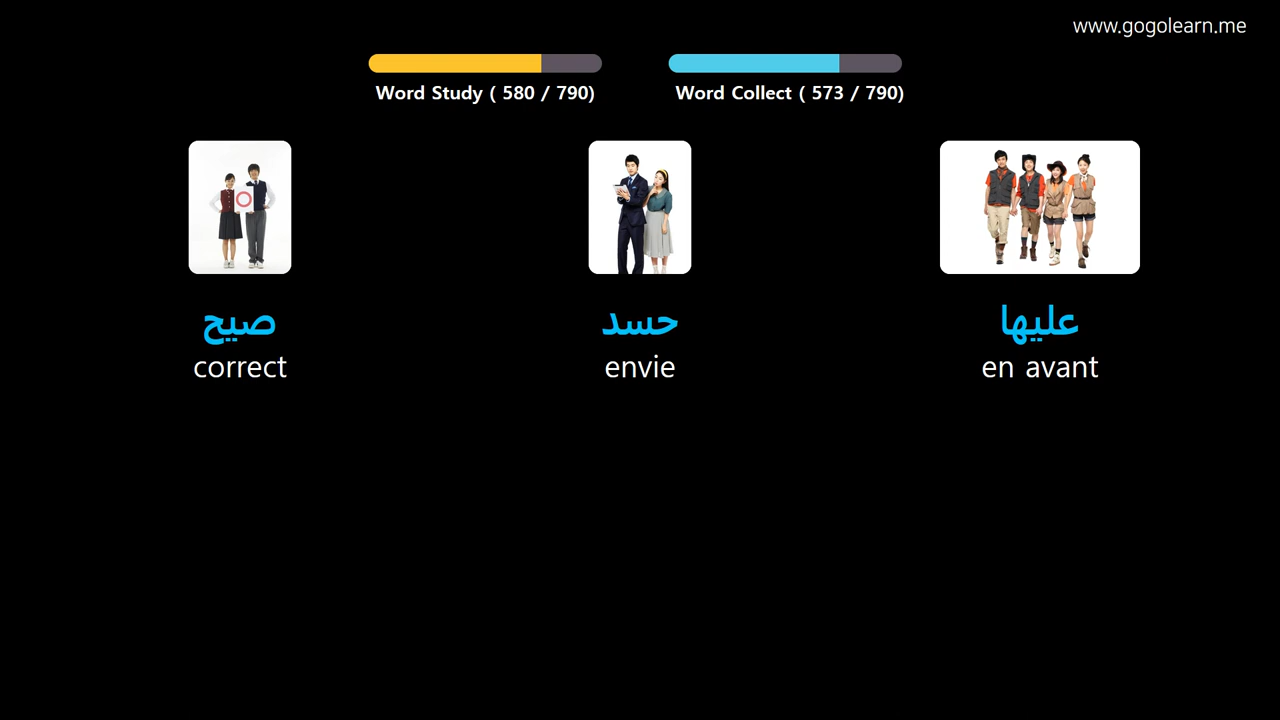 www.gogolearn.me
Word Study ( 580 / 790)
Word Collect ( 573 / 790)
صيح
correct
حسد
envie
عليها
en avant